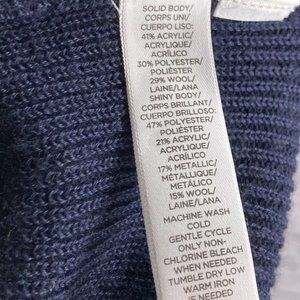 SOLID BODY/
CORPS UNI/
CUERPO LISO:
41% ACRYLIC/
ACRYLIQUE/
ACRÍLICO
30% POLYESTER/
POLIÉSTER
29% WOOL/
LAINE/LANA
SHINY BODY/
CORPS BRILLANT/
CUERPO BRILLOSO:
47% POLYESTER/
POLIÉSTER
21% ACRYLIC/
ACRYLIQUE/
ACRÍLICO
17% METALLIC/
MÉTALLIQUE/
METÁLICO
15% WOOL/
LAINE/LANA
MACHINE WASH
COLD
GENTLE CYCLE
ONLY NON-
CHLORINE BLEACH
WHEN NEEDED
TUMBLE DRY LOW
WARM IRON
NEEDED